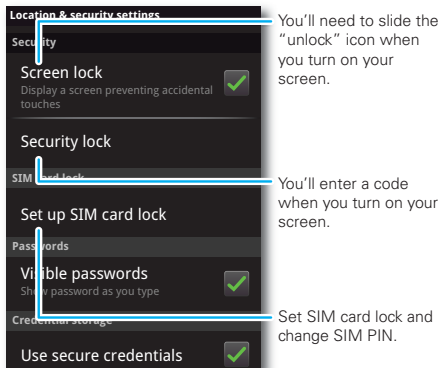 Location & security settings
Security
Screen lock
Display a screen preventing accidental
touches
Security lock
SIM card lock
Set up SIM card lock
Passwords
Visible passwords
Show password as you type
Credential storage
Use secure credentials
You'll need to slide the
"unlock" icon when
you turn on your
screen.
You'll enter a code
when you turn on your
screen.
Set SIM card lock and
change SIM PIN.